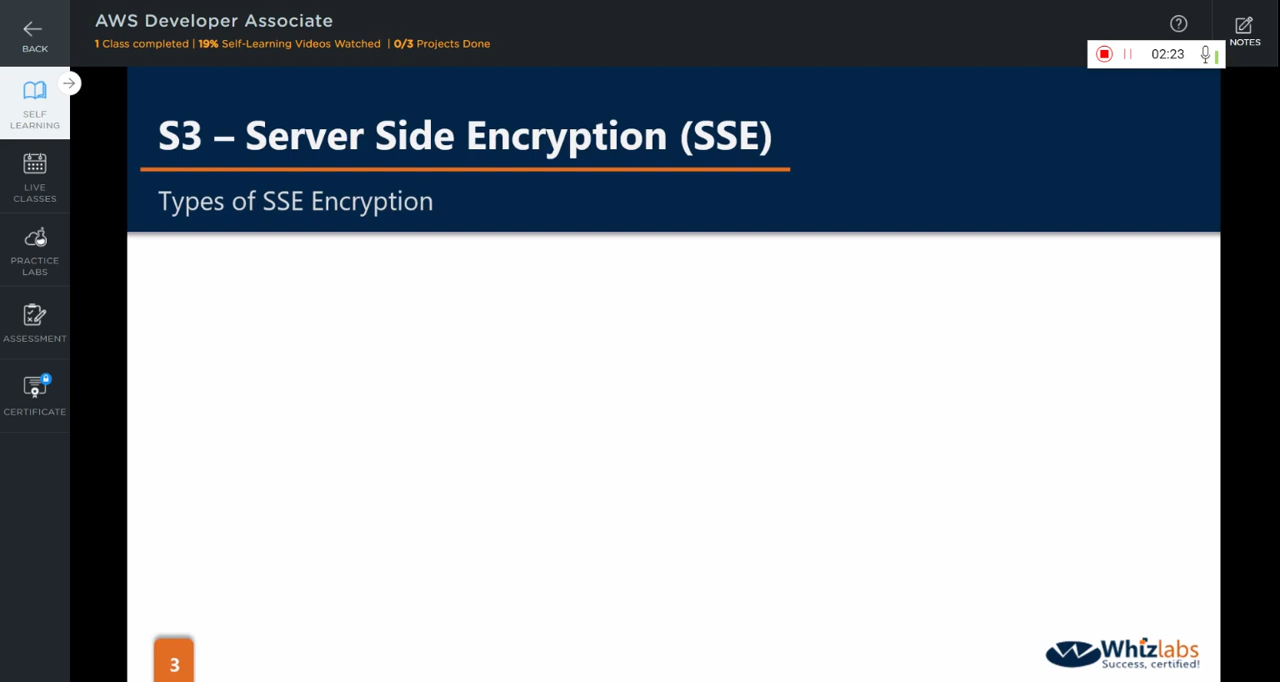 BACK
AWS Developer Associate
1 Class completed | 19% Self-Learning Videos Watched | 0/3 Projects Done
02:23
NOTES
SELF
LEARNING
LIVE
CLASSES
PRACTICE
LABS
ASSESSMENT
CERTIFICATE
S3 – Server Side Encryption (SSE)
Types of SSE Encryption
3
Whizlabs
Success, certified!